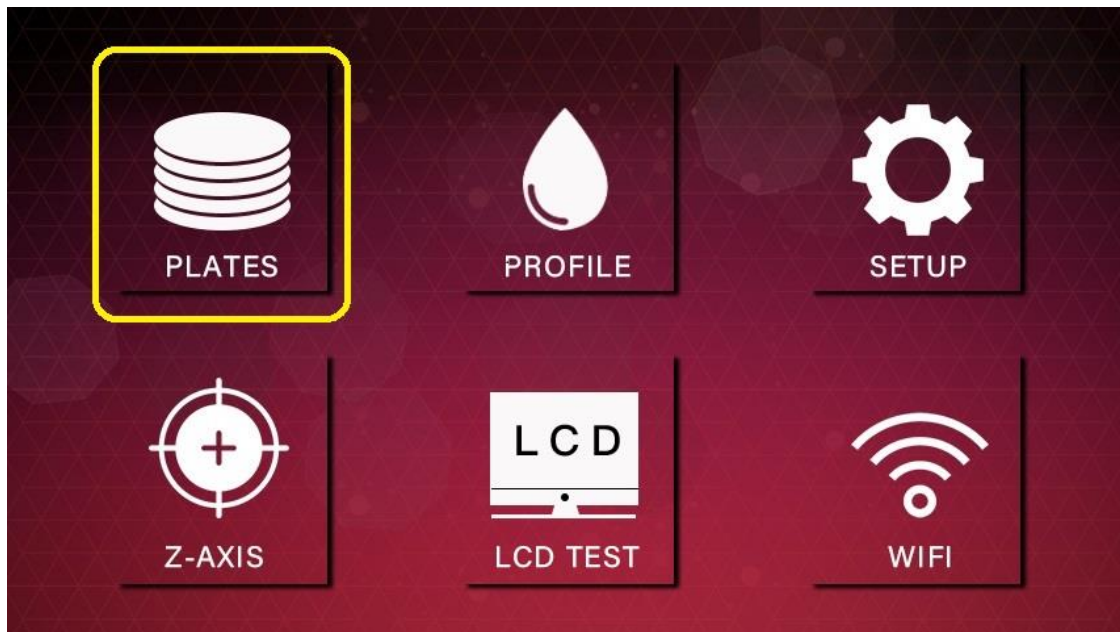 PLATES
PROFILE
SETUP
LCD
Z-AXIS
LCD TEST
WIFI